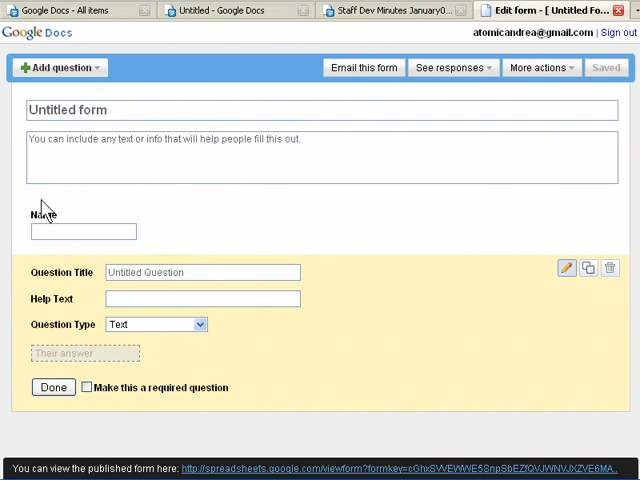 Google Docs - All items
Untitled - Google Docs
Staff Dev Minutes January0...
Edit form - [ Untitled Fo...
Google Docs
atomicandrea@gmail.com | Sign out
Add question
Email this form
See responses
More actions
Saved
Untitled form
You can include any text or info that will help people fill this out.
Name
Question Title
Untitled Question
Help Text
Question Type
Text
Their answer
Done
Make this a required question
You can view the published form here: